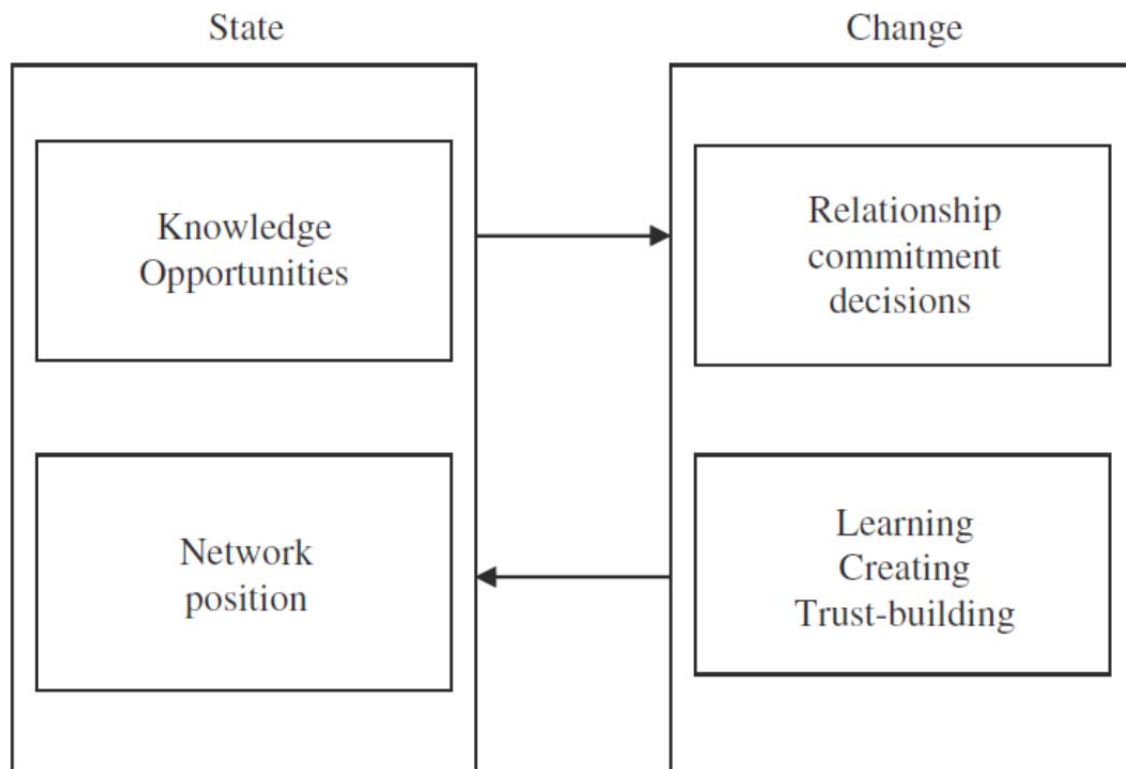 State
Change
Knowledge
Opportunities
Relationship
commitment
decisions
Network
position
Learning
Creating
Trust-building